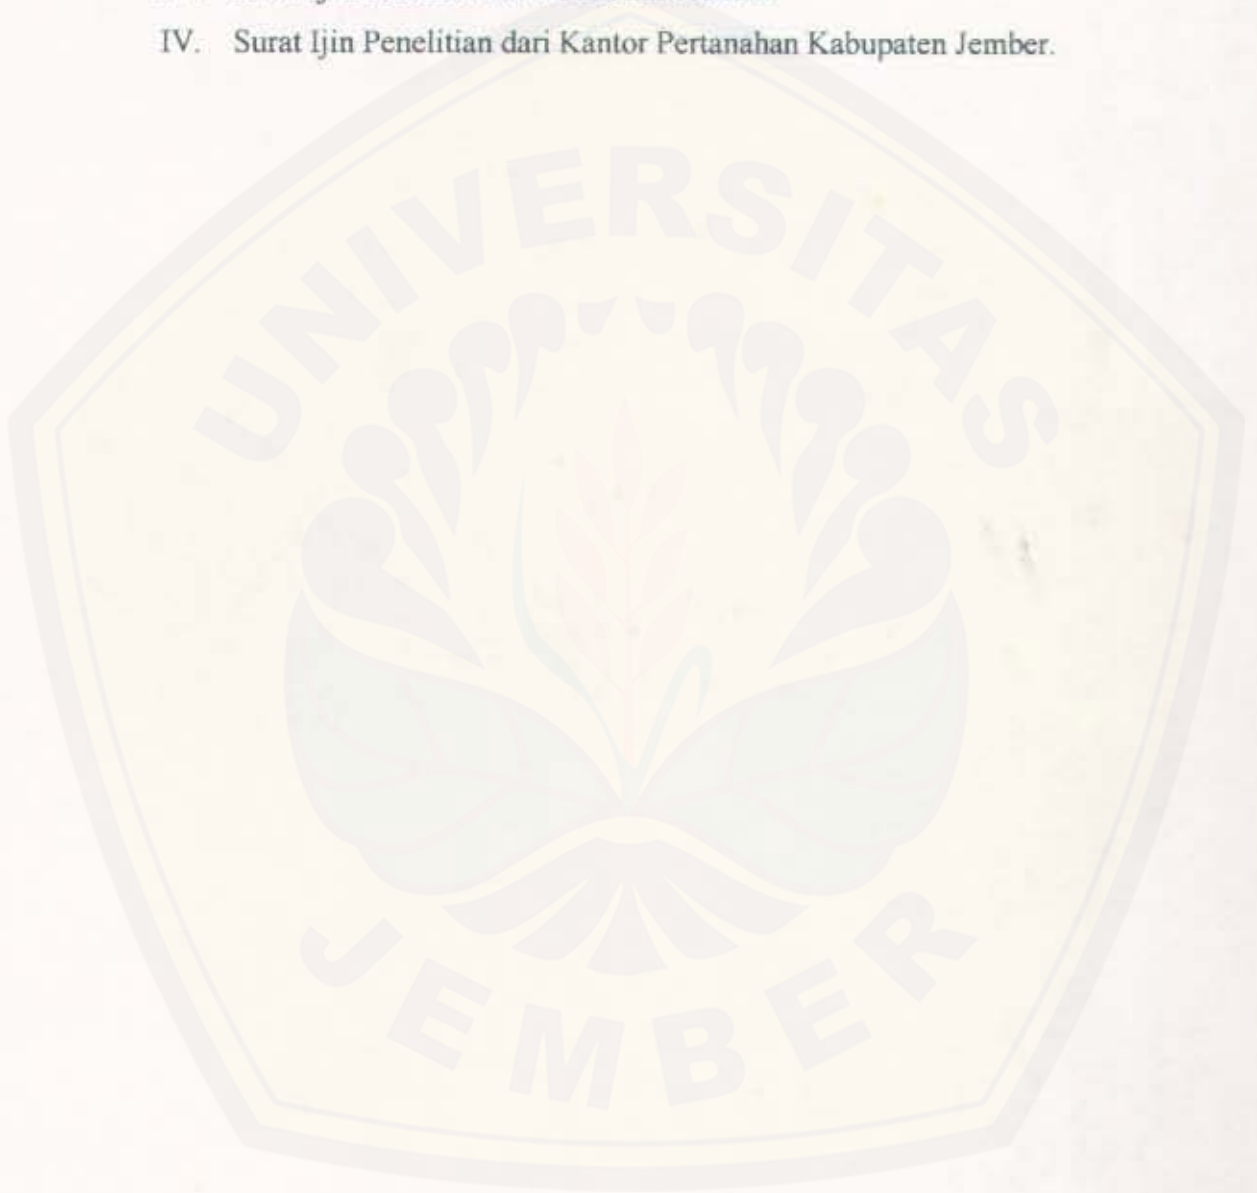 IV. Surat Ijin Penelitian dari Kantor Pertanahan Kabupaten Jember.
UNIVERSITAS
JEMBER